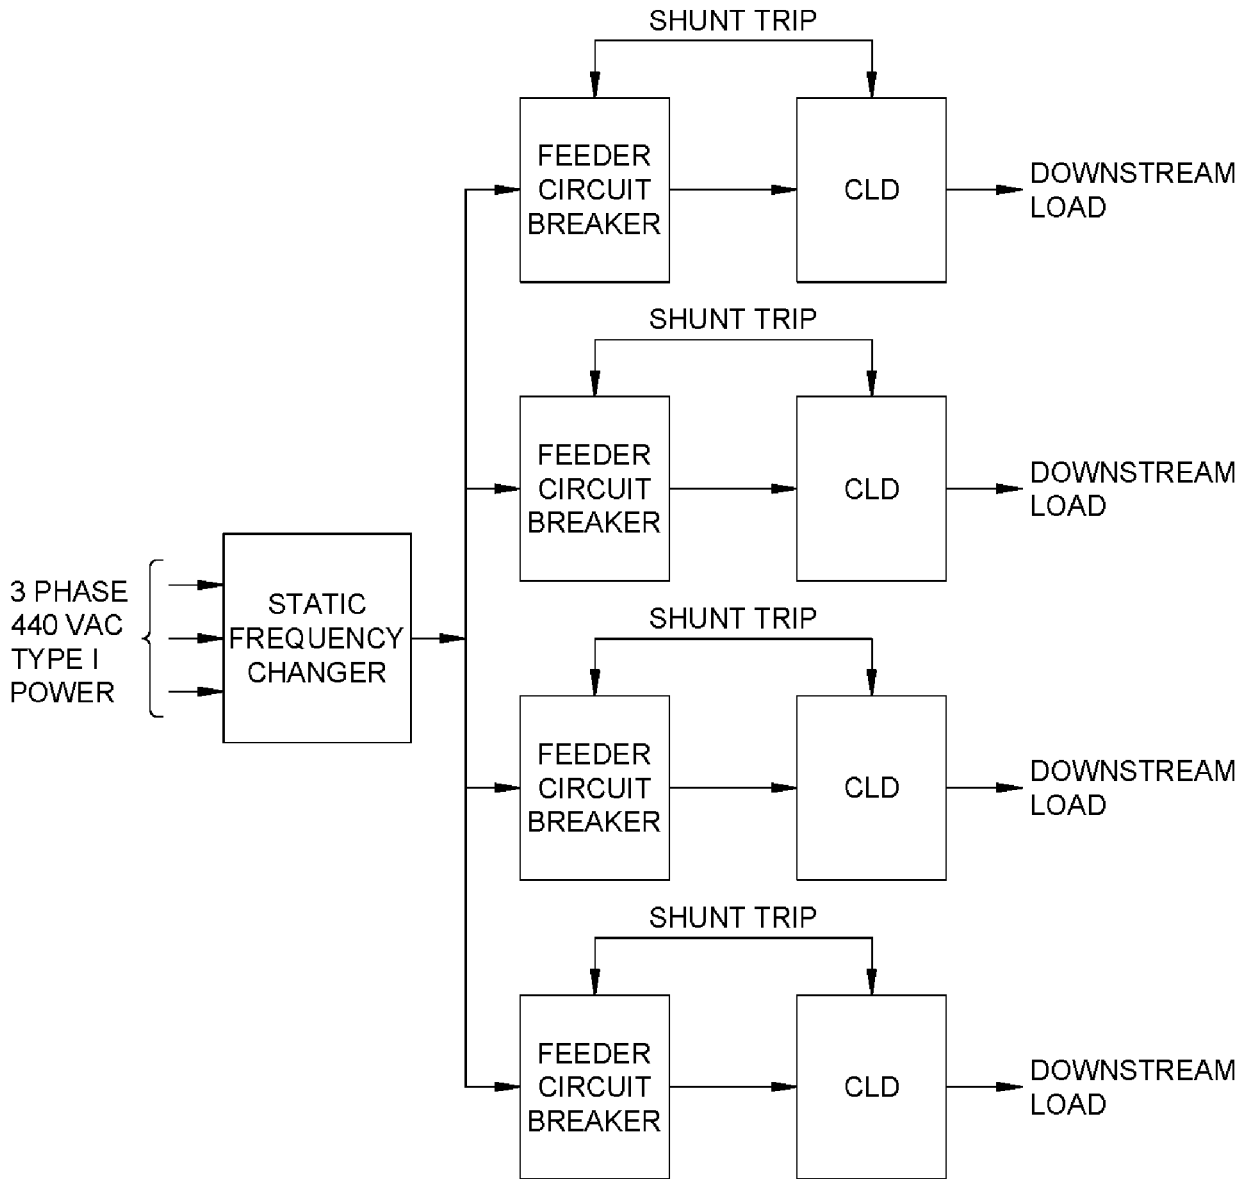 SHUNT TRIP
FEEDER
CIRCUIT
BREAKER
CLD
DOWNSTREAM
LOAD
SHUNT TRIP
FEEDER
CIRCUIT
BREAKER
CLD
DOWNSTREAM
LOAD
3 PHASE
440 VAC
TYPE I
POWER
STATIC
FREQUENCY
CHANGER
SHUNT TRIP
FEEDER
CIRCUIT
BREAKER
CLD
DOWNSTREAM
LOAD
SHUNT TRIP
FEEDER
CIRCUIT
BREAKER
CLD
DOWNSTREAM
LOAD